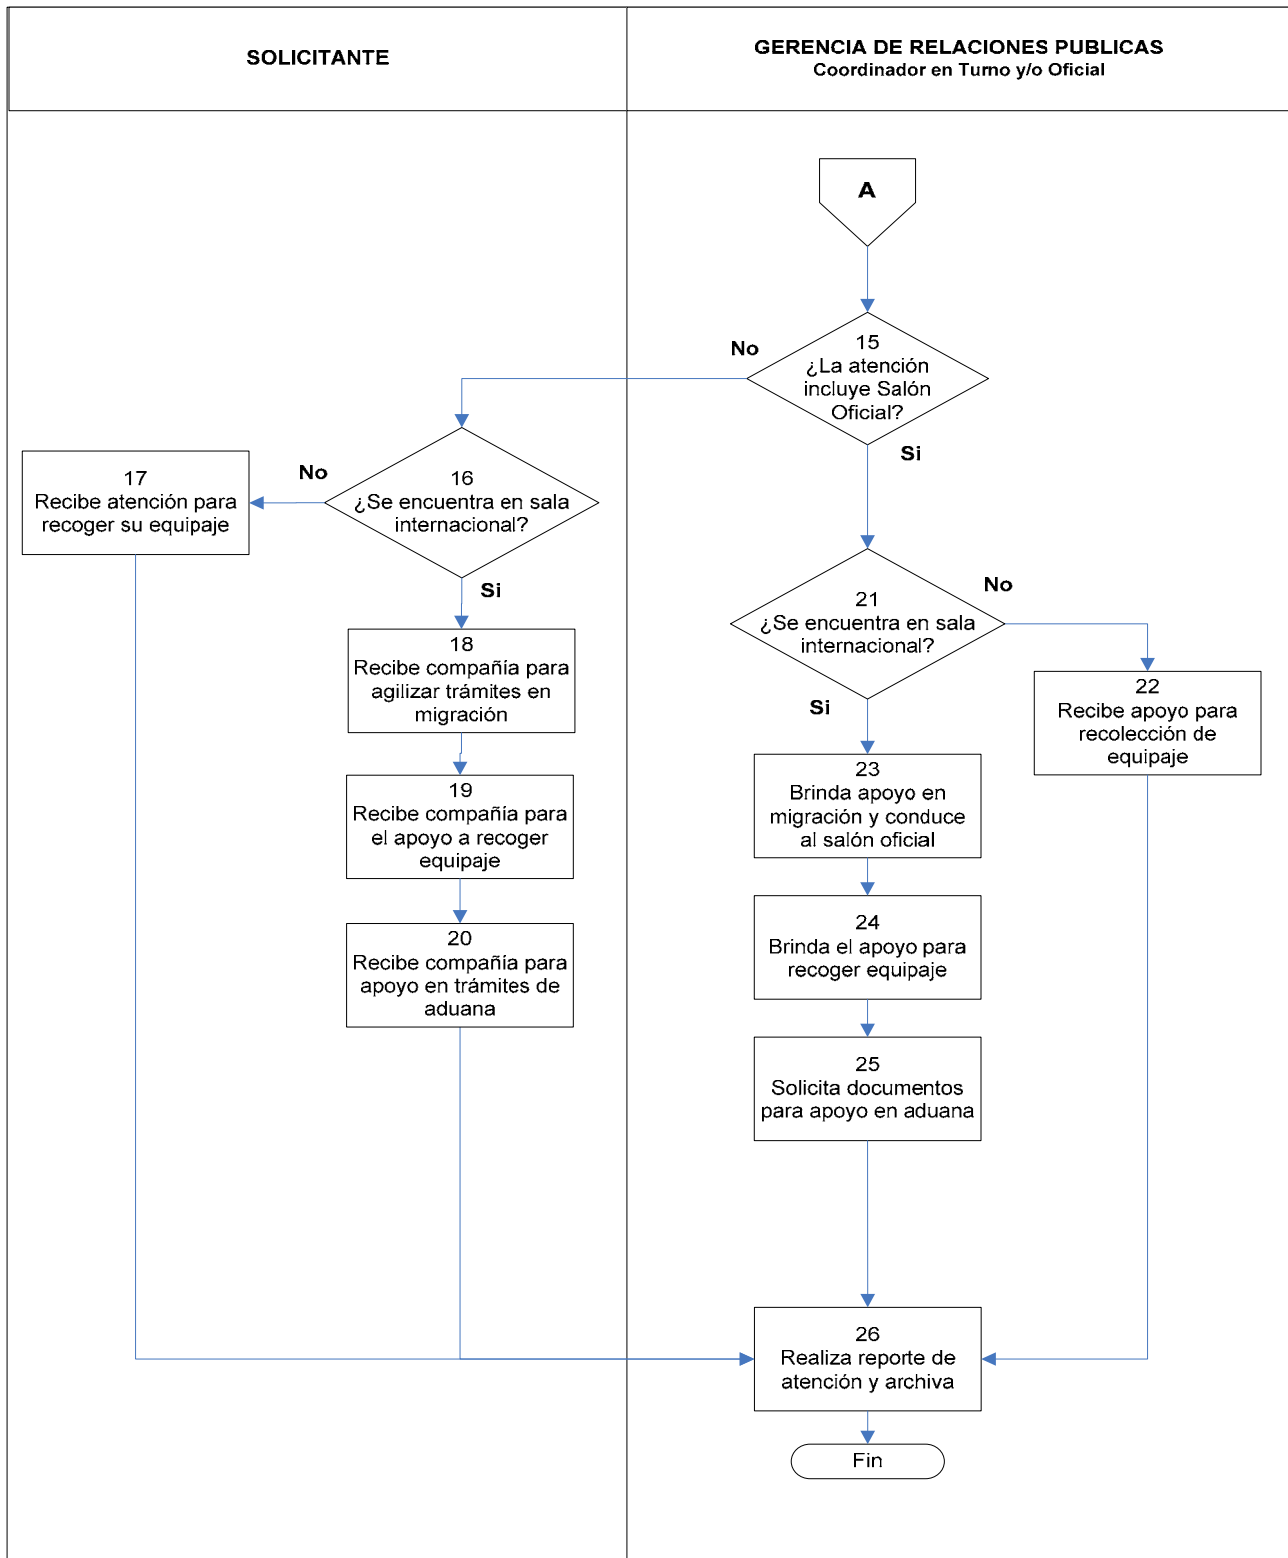 SOLICITANTE
GERENCIA DE RELACIONES PUBLICAS
Coordinador en Turno y/o Oficial
A
15
¿La atención
incluye Salón
Oficial?
No
Si
16
¿Se encuentra en sala
internacional?
No
Si
17
Recibe atención para
recoger su equipaje
18
Recibe compañía para
agilizar trámites en
migración
19
Recibe compañía para
el apoyo a recoger
equipaje
20
Recibe compañía para
apoyo en trámites de
aduana
21
¿Se encuentra en sala
internacional?
No
Si
22
Recibe apoyo para
recolección de
equipaje
23
Brinda apoyo en
migración y conduce
al salón oficial
24
Brinda el apoyo para
recoger equipaje
25
Solicita documentos
para apoyo en aduana
26
Realiza reporte de
atención y archiva
Fin